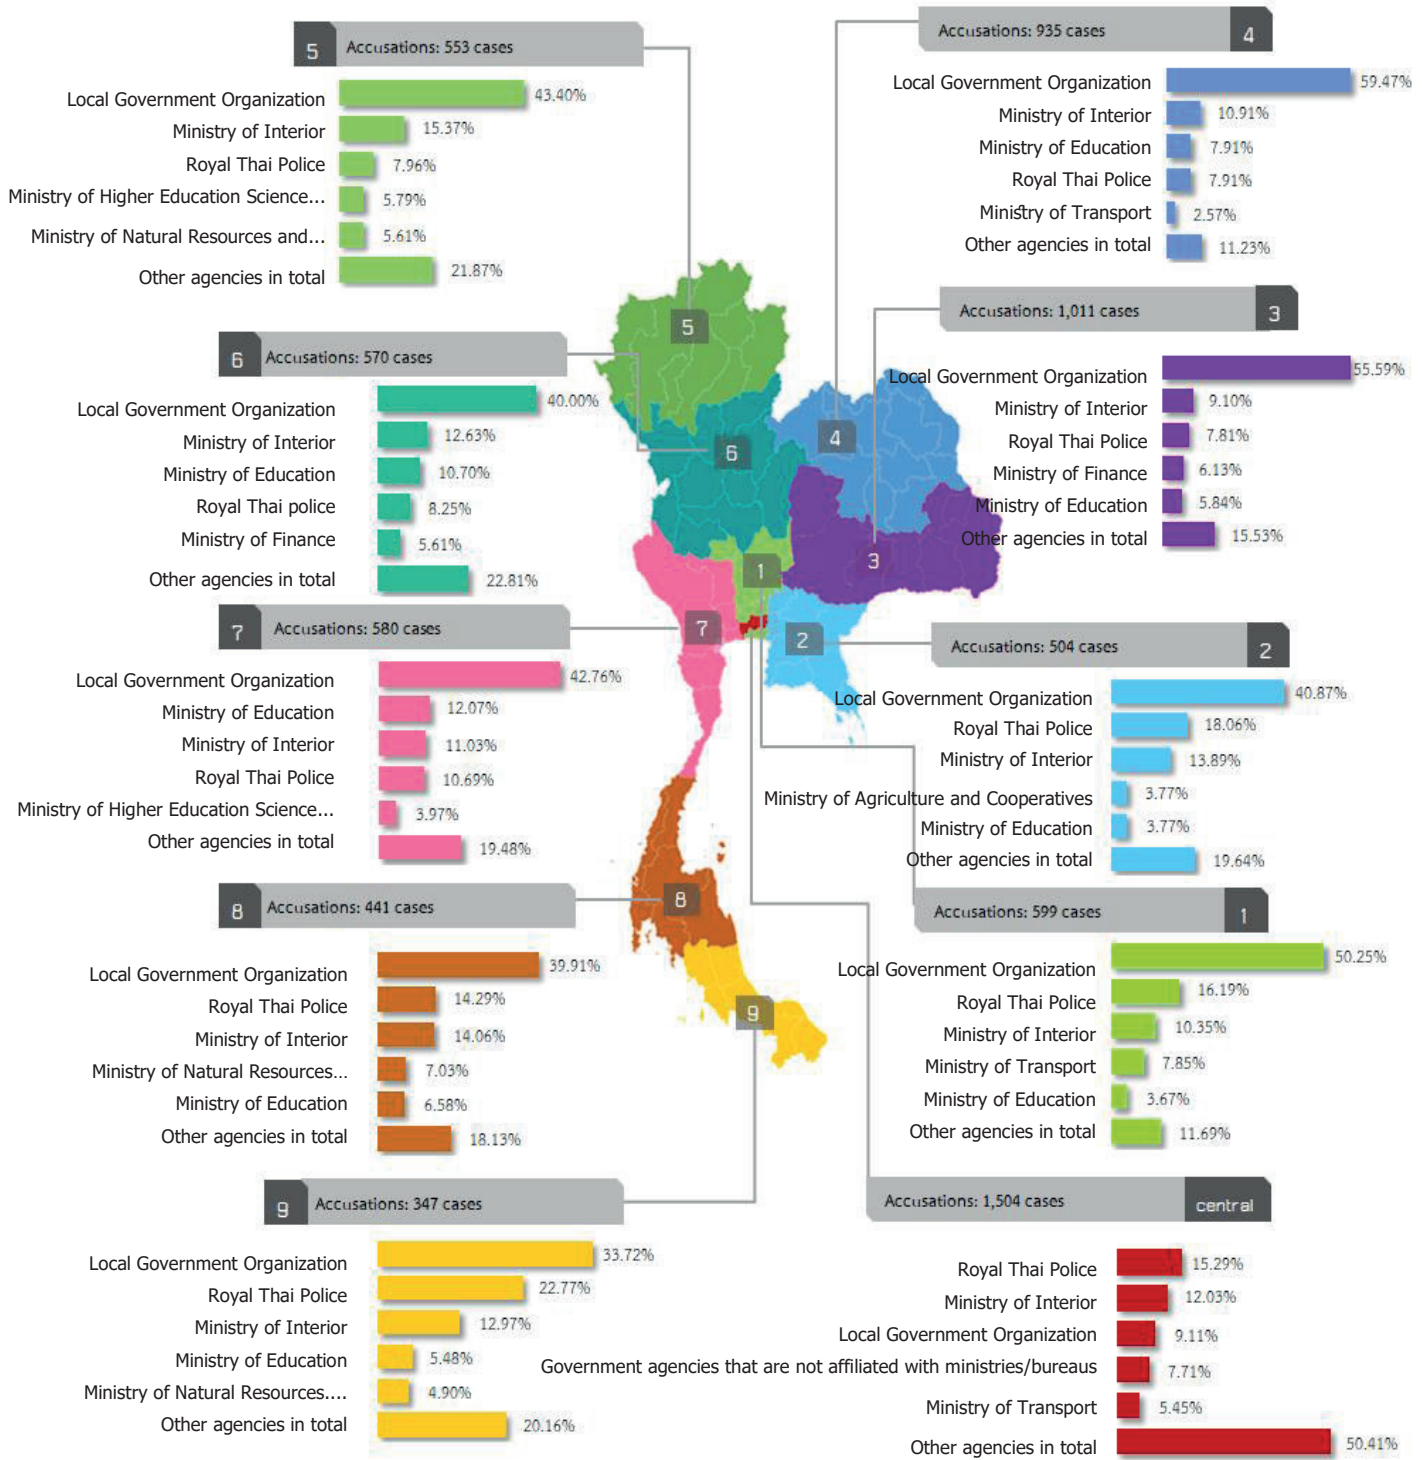 5 Accusations: 553 cases
Local Government Organization 43.40%
Ministry of Interior 15.37%
Royal Thai Police 7.96%
Ministry of Higher Education Science... 5.79%
Ministry of Natural Resources and... 5.61%
Other agencies in total 21.87%
Accusations: 935 cases 4
Local Government Organization 59.47%
Ministry of Interior 10.91%
Ministry of Education 7.91%
Royal Thai Police 7.91%
Ministry of Transport 2.57%
Other agencies in total 11.23%
6 Accusations: 570 cases
Local Government Organization 40.00%
Ministry of Interior 12.63%
Ministry of Education 10.70%
Royal Thai police 8.25%
Ministry of Finance 5.61%
Other agencies in total 22.81%
Accusations: 1,011 cases 3
Local Government Organization 55.59%
Ministry of Interior 9.10%
Royal Thai Police 7.81%
Ministry of Finance 6.13%
Ministry of Education 5.84%
Other agencies in total 15.53%
5
4
6
3
1
7
2
8
9
7 Accusations: 580 cases
Local Government Organization 42.76%
Ministry of Education 12.07%
Ministry of Interior 11.03%
Royal Thai Police 10.69%
Ministry of Higher Education Science... 3.97%
Other agencies in total 19.48%
Accusations: 504 cases 2
Local Government Organization 40.87%
Royal Thai Police 18.06%
Ministry of Interior 13.89%
Ministry of Agriculture and Cooperatives 3.77%
Ministry of Education 3.77%
Other agencies in total 19.64%
8 Accusations: 441 cases
Local Government Organization 39.91%
Royal Thai Police 14.29%
Ministry of Interior 14.06%
Ministry of Natural Resources... 7.03%
Ministry of Education 6.58%
Other agencies in total 18.13%
Accusations: 599 cases 1
Local Government Organization 50.25%
Royal Thai Police 16.19%
Ministry of Interior 10.35%
Ministry of Transport 7.85%
Ministry of Education 3.67%
Other agencies in total 11.69%
9 Accusations: 347 cases
Local Government Organization 33.72%
Royal Thai Police 22.77%
Ministry of Interior 12.97%
Ministry of Education 5.48%
Ministry of Natural Resources.... 4.90%
Other agencies in total 20.16%
Accusations: 1,504 cases central
Royal Thai Police 15.29%
Ministry of Interior 12.03%
Local Government Organization 9.11%
Government agencies that are not affiliated with ministries/bureaus 7.71%
Ministry of Transport 5.45%
Other agencies in total 50.41%